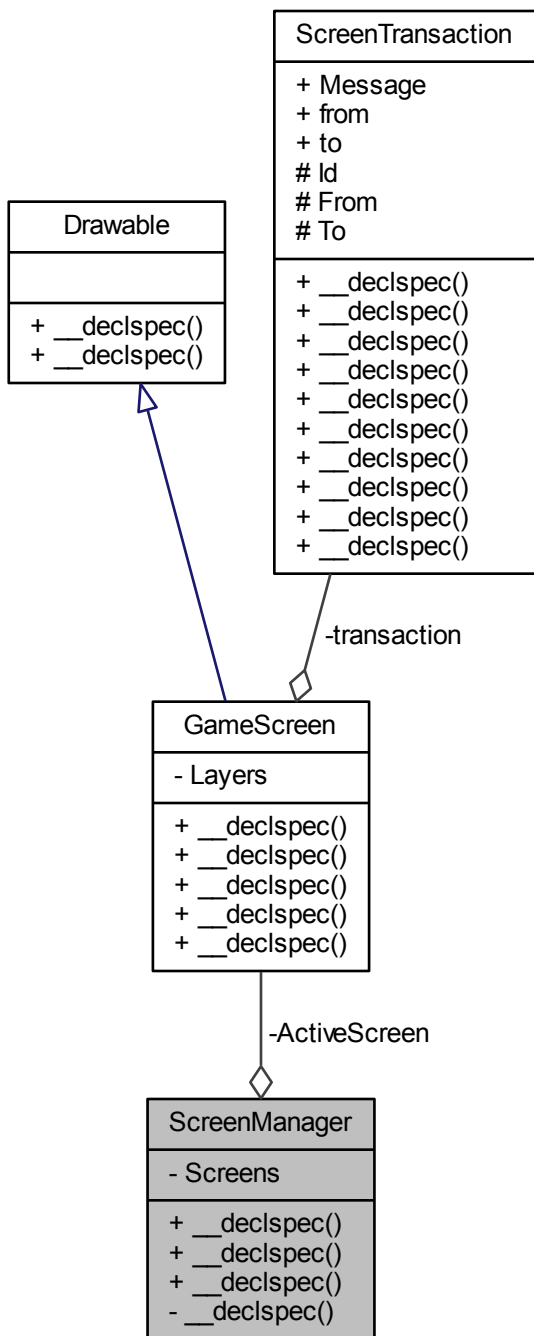 ScreenTransaction
+ Message
+ from
+ to
# Id
# From
# To
+ __declspec()
+ __declspec()
+ __declspec()
+ __declspec()
+ __declspec()
+ __declspec()
+ __declspec()
+ __declspec()
+ __declspec()
+ __declspec()
Drawable
+ __declspec()
+ __declspec()
-transaction
GameScreen
- Layers
+ __declspec()
+ __declspec()
+ __declspec()
+ __declspec()
+ __declspec()
-ActiveScreen
ScreenManager
- Screens
+ __declspec()
+ __declspec()
+ __declspec()
- __declspec()